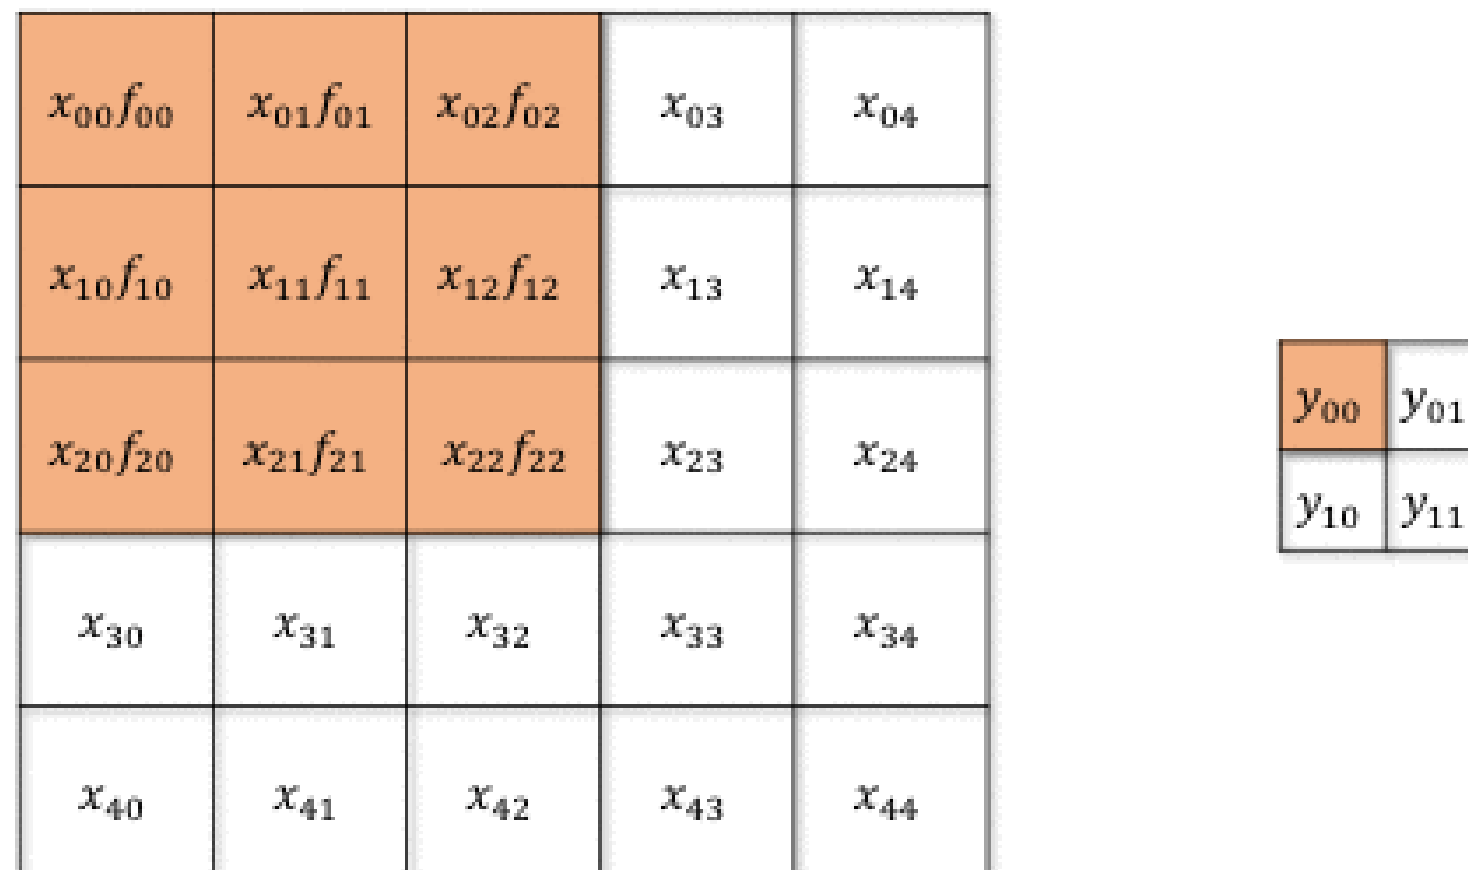 x₀₀f₀₀ x₀₁f₀₁ x₀₂f₀₂ x₀₃ x₀₄
x₁₀f₁₀ x₁₁f₁₁ x₁₂f₁₂ x₁₃ x₁₄
x₂₀f₂₀ x₂₁f₂₁ x₂₂f₂₂ x₂₃ x₂₄
x₃₀ x₃₁ x₃₂ x₃₃ x₃₄
x₄₀ x₄₁ x₄₂ x₄₃ x₄₄
y₀₀ y₀₁
y₁₀ y₁₁